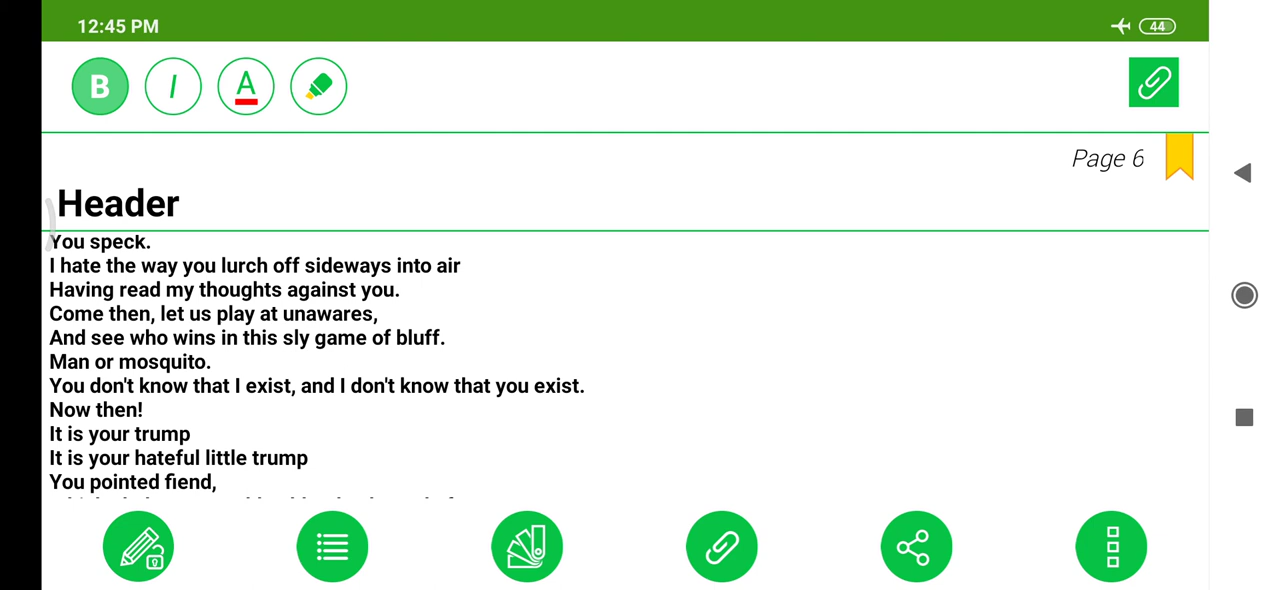 12:45 PM
44
B I A
Page 6
Header
You speck.
I hate the way you lurch off sideways into air
Having read my thoughts against you.
Come then, let us play at unawares,
And see who wins in this sly game of bluff.
Man or mosquito.
You don't know that I exist, and I don't know that you exist.
Now then!
It is your trump
It is your hateful little trump
You pointed fiend,